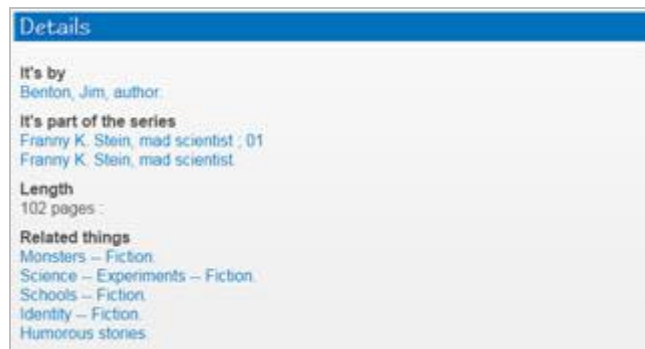 Details
It's by
Benton, Jim, author.
It's part of the series
Franny K. Stein, mad scientist ; 01
Franny K. Stein, mad scientist
Length
102 pages :
Related things
Monsters -- Fiction.
Science -- Experiments -- Fiction.
Schools -- Fiction.
Identity -- Fiction.
Humorous stories.